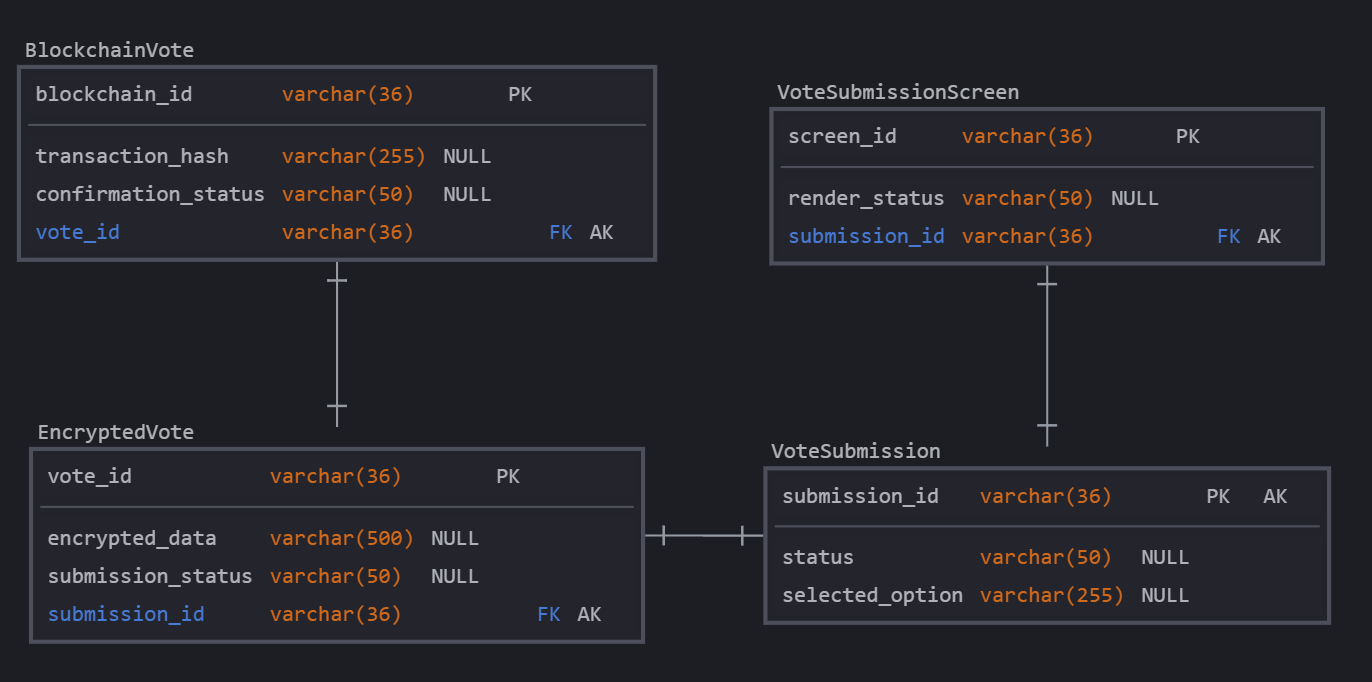 BlockchainVote
blockchain_id varchar(36) PK
transaction_hash varchar(255) NULL
confirmation_status varchar(50) NULL
vote_id varchar(36) FK AK
VoteSubmissionScreen
screen_id varchar(36) PK
render_status varchar(50) NULL
submission_id varchar(36) FK AK
EncryptedVote
vote_id varchar(36) PK
encrypted_data varchar(500) NULL
submission_status varchar(50) NULL
submission_id varchar(36) FK AK
VoteSubmission
submission_id varchar(36) PK AK
status varchar(50) NULL
selected_option varchar(255) NULL